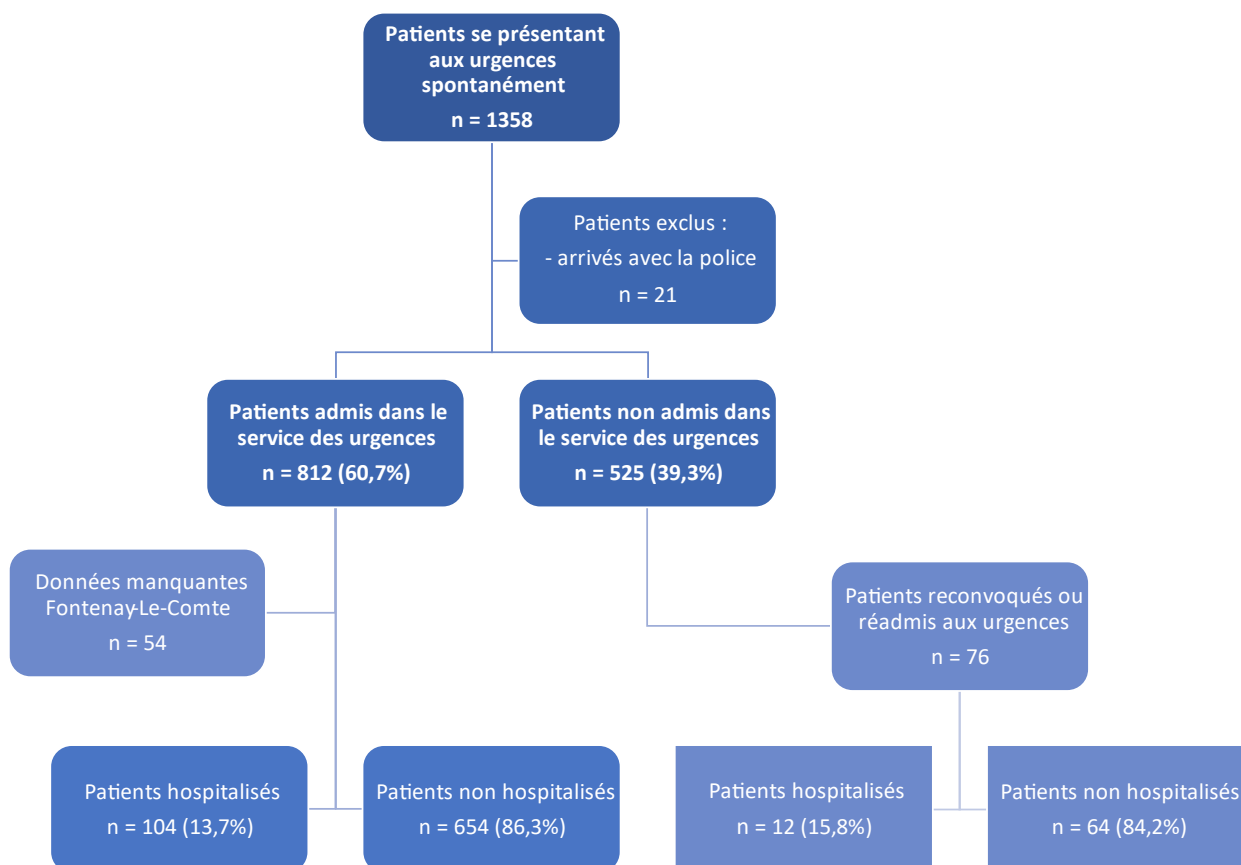 Patients se présentant
aux urgences
spontanément
n = 1358
Patients exclus :
- arrivés avec la police
n = 21
Patients admis dans le
service des urgences
n = 812 (60,7%)
Patients non admis dans
le service des urgences
n = 525 (39,3%)
Données manquantes
Fontenay-Le-Comte
n = 54
Patients reconvoqués ou
réadmis aux urgences
n = 76
Patients hospitalisés
n = 104 (13,7%)
Patients non hospitalisés
n = 654 (86,3%)
Patients hospitalisés
n = 12 (15,8%)
Patients non hospitalisés
n = 64 (84,2%)